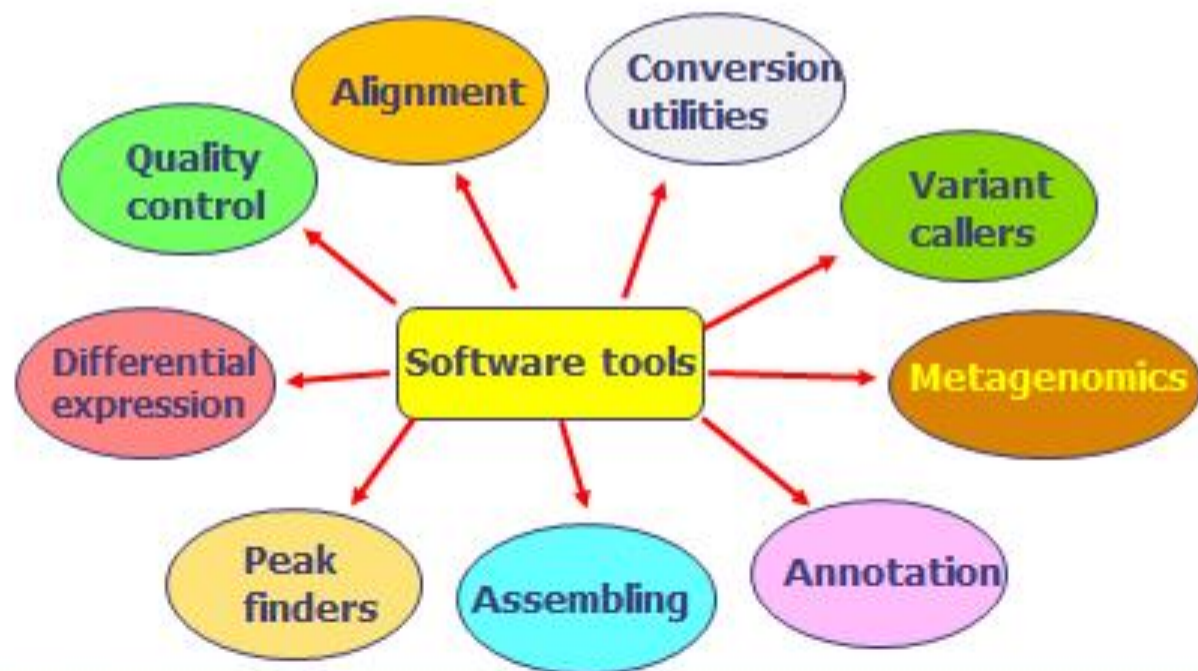 Alignment
Conversion
utilities
Quality
control
Variant
callers
Software tools
Differential
expression
Metagenomics
Peak
finders
Assembling
Annotation